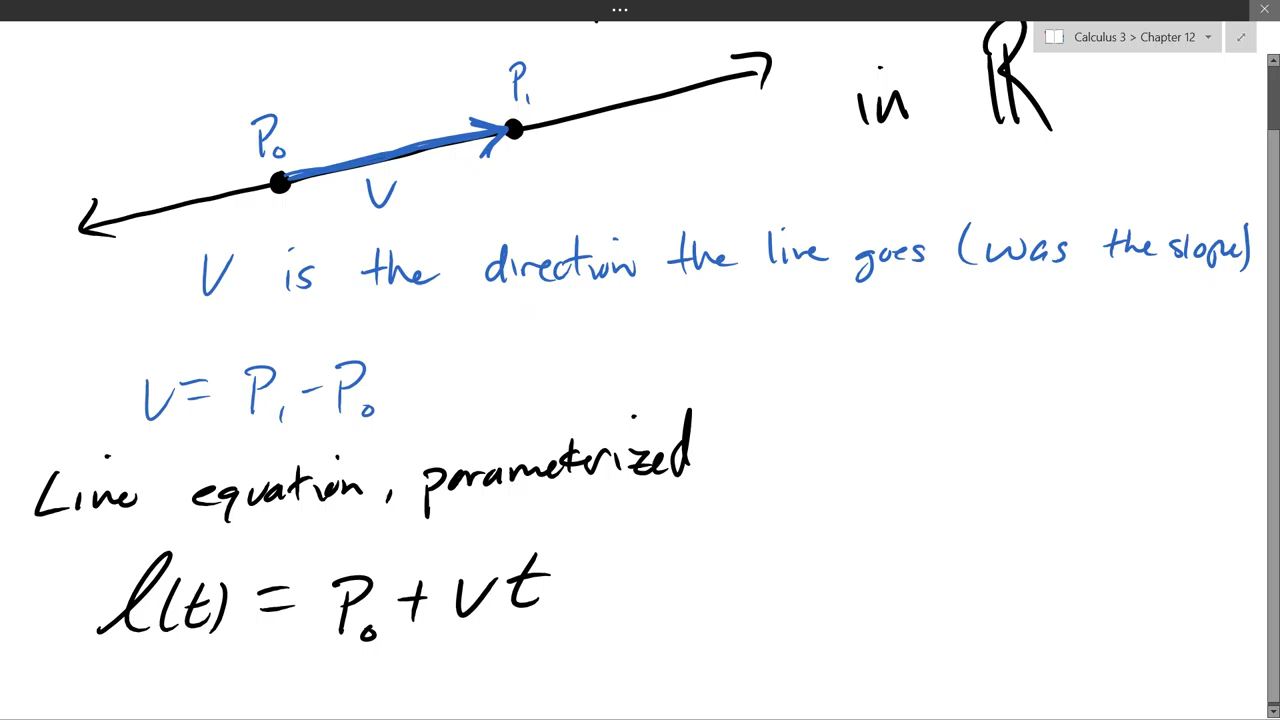 ...
Calculus 3 > Chapter 12
in ℝ
P₁
P₀
V
V is the direction the line goes (was the slope)
V = P₁ - P₀
Line equation, parameterized
l(t) = P₀ + vt